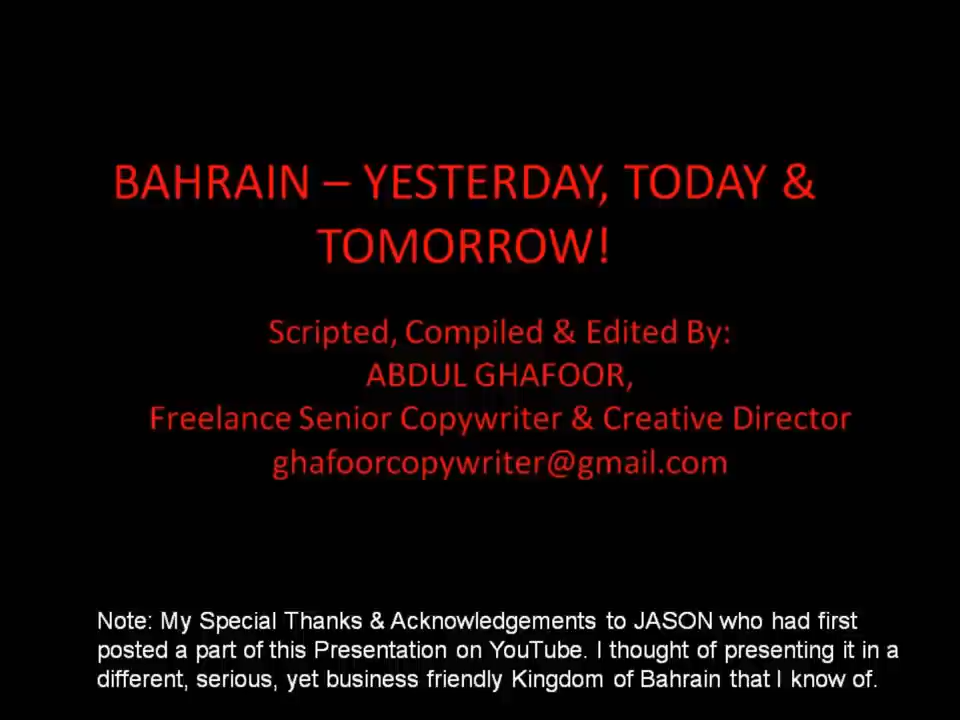 BAHRAIN – YESTERDAY, TODAY &
TOMORROW!
Scripted, Compiled & Edited By:
ABDUL GHAFOOR,
Freelance Senior Copywriter & Creative Director
ghafoorcopywriter@gmail.com
Note: My Special Thanks & Acknowledgements to JASON who had first
posted a part of this Presentation on YouTube. I thought of presenting it in a
different, serious, yet business friendly Kingdom of Bahrain that I know of.